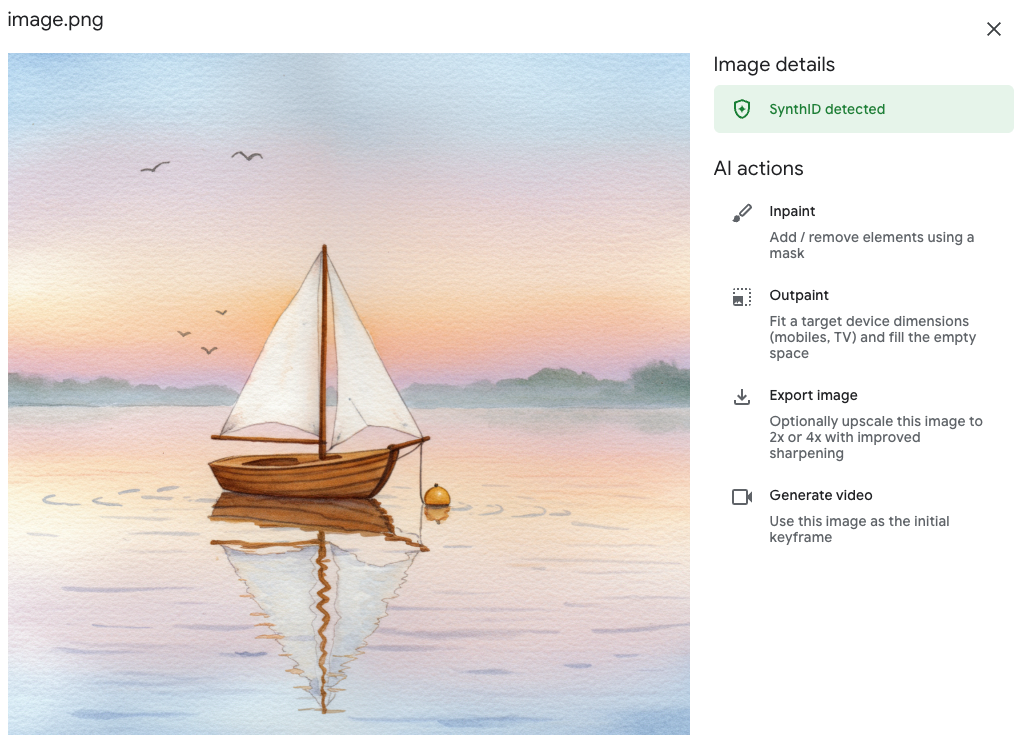 image.png
Image details
SynthID detected
AI actions
Inpaint
Add / remove elements using a
mask
Outpaint
Fit a target device dimensions
(mobiles, TV) and fill the empty
space
Export image
Optionally upscale this image to
2x or 4x with improved
sharpening
Generate video
Use this image as the initial
keyframe